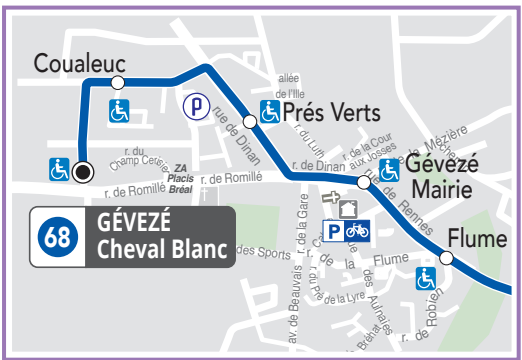 Coualeuc
allée
de l'Ille
P
Prés Verts
rue de Dinan
r. du Luth
r. de la Cour
aux Josses
Mézière
r. du
Champ Cerisier
ZA
Placis
Bréal
r. de Romillé
r. de Romillé
r. de Dinan
Gévezé
Mairie
rue de Rennes
68
GÉVEZÉ
Cheval Blanc
P
Flume
des Sports
r. de la Gare
r. de la Flume
av. de Beauvais
Pré de la Lyre
des Aulnaies
r. de Robien